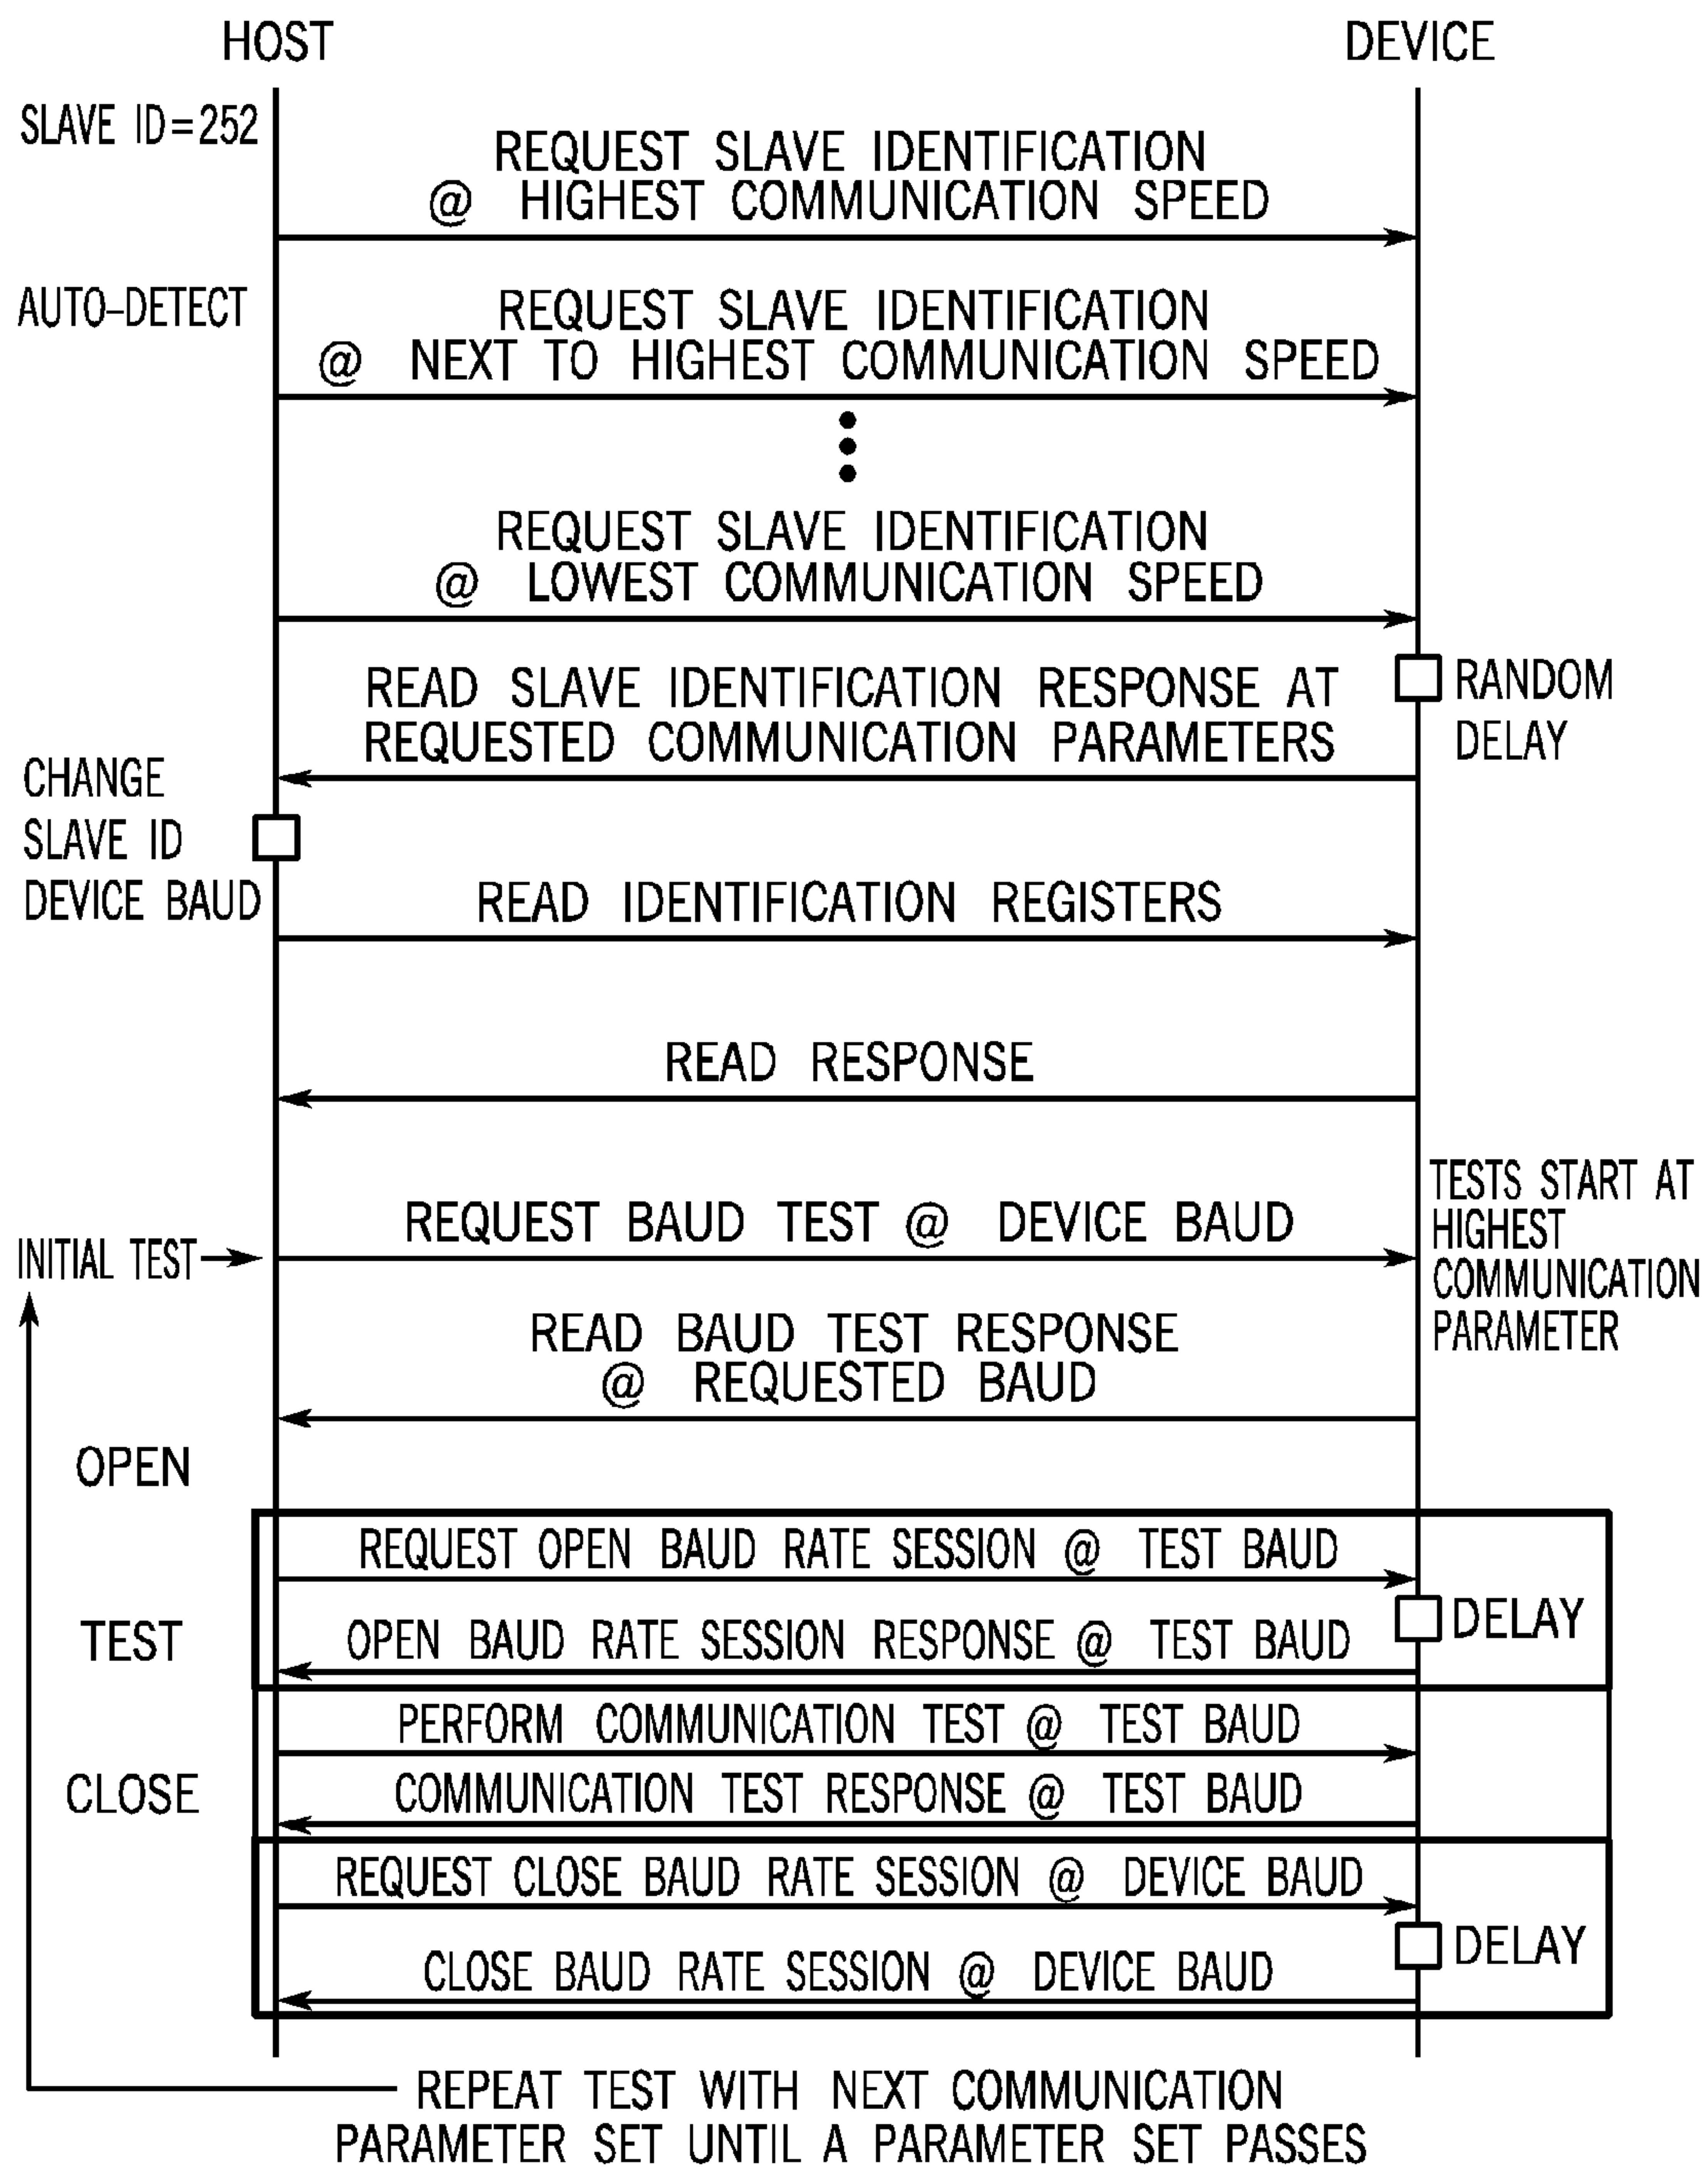 HOST
DEVICE
SLAVE ID=252
REQUEST SLAVE IDENTIFICATION
@ HIGHEST COMMUNICATION SPEED
AUTO-DETECT
REQUEST SLAVE IDENTIFICATION
@ NEXT TO HIGHEST COMMUNICATION SPEED
REQUEST SLAVE IDENTIFICATION
@ LOWEST COMMUNICATION SPEED
READ SLAVE IDENTIFICATION RESPONSE AT
REQUESTED COMMUNICATION PARAMETERS
RANDOM
DELAY
CHANGE
SLAVE ID
DEVICE BAUD
READ IDENTIFICATION REGISTERS
READ RESPONSE
TESTS START AT
HIGHEST
COMMUNICATION
PARAMETER
REQUEST BAUD TEST @ DEVICE BAUD
INITIAL TEST
READ BAUD TEST RESPONSE
@ REQUESTED BAUD
OPEN
REQUEST OPEN BAUD RATE SESSION @ TEST BAUD
DELAY
TEST
OPEN BAUD RATE SESSION RESPONSE @ TEST BAUD
PERFORM COMMUNICATION TEST @ TEST BAUD
CLOSE
COMMUNICATION TEST RESPONSE @ TEST BAUD
REQUEST CLOSE BAUD RATE SESSION @ DEVICE BAUD
DELAY
CLOSE BAUD RATE SESSION @ DEVICE BAUD
REPEAT TEST WITH NEXT COMMUNICATION
PARAMETER SET UNTIL A PARAMETER SET PASSES